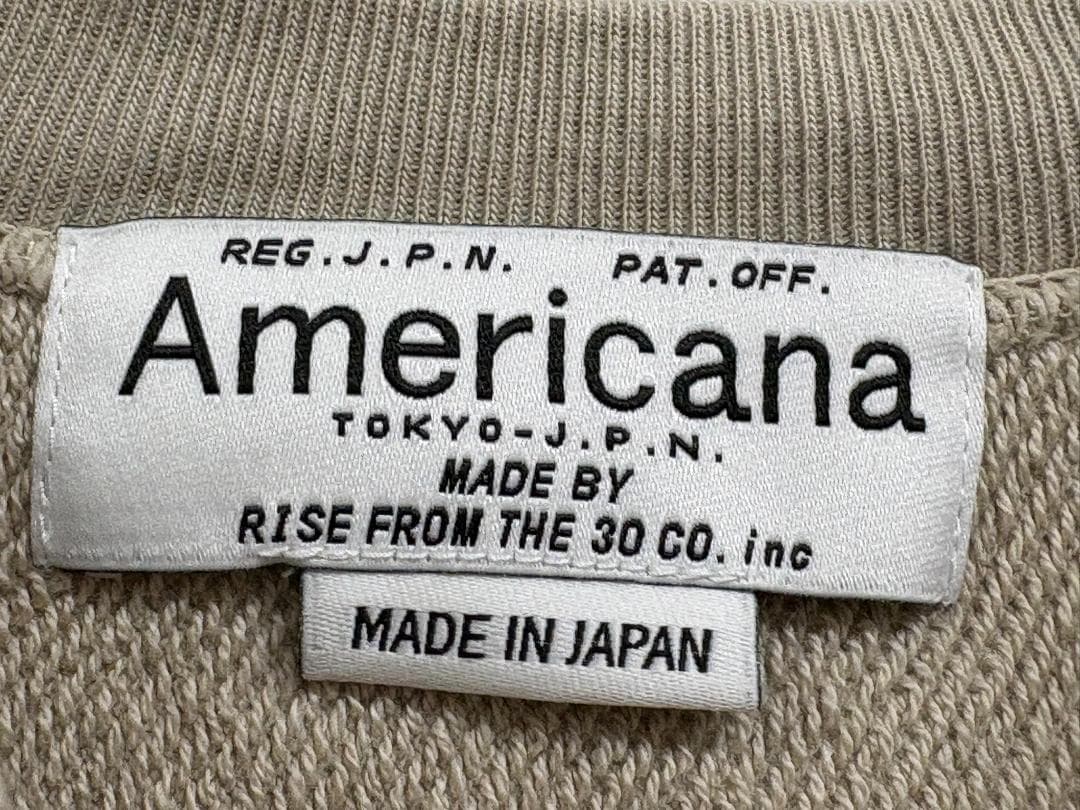 REG.J.P.N. PAT.OFF.
Americana
TOKYO-J.P.N.
MADE BY
RISE FROM THE 30 CO. inc
MADE IN JAPAN